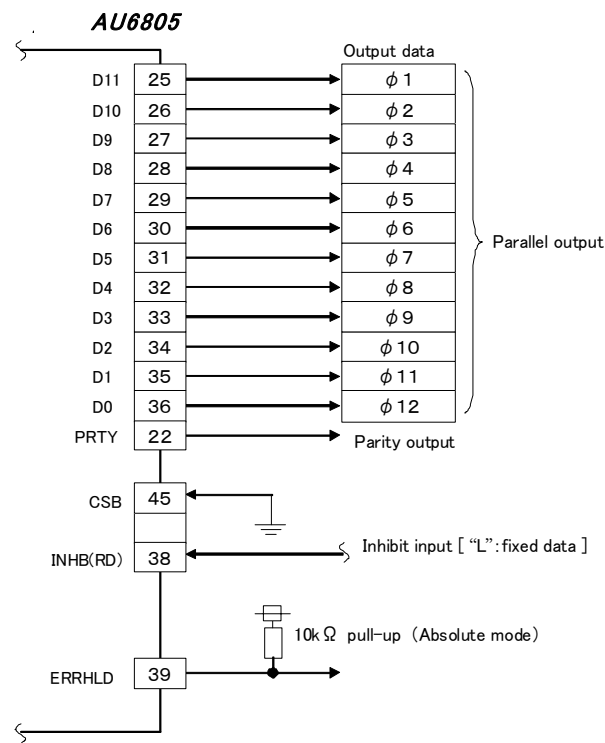 AU6805
Output data
D11 25 φ1
D10 26 φ2
D9 27 φ3
D8 28 φ4
D7 29 φ5
D6 30 φ6
D5 31 φ7
D4 32 φ8
D3 33 φ9
D2 34 φ10
D1 35 φ11
D0 36 φ12
Parallel output
PRTY 22 Parity output
CSB 45
INHB(RD) 38 Inhibit input [ “L”:fixed data ]
10kΩ pull-up (Absolute mode)
ERRHLD 39